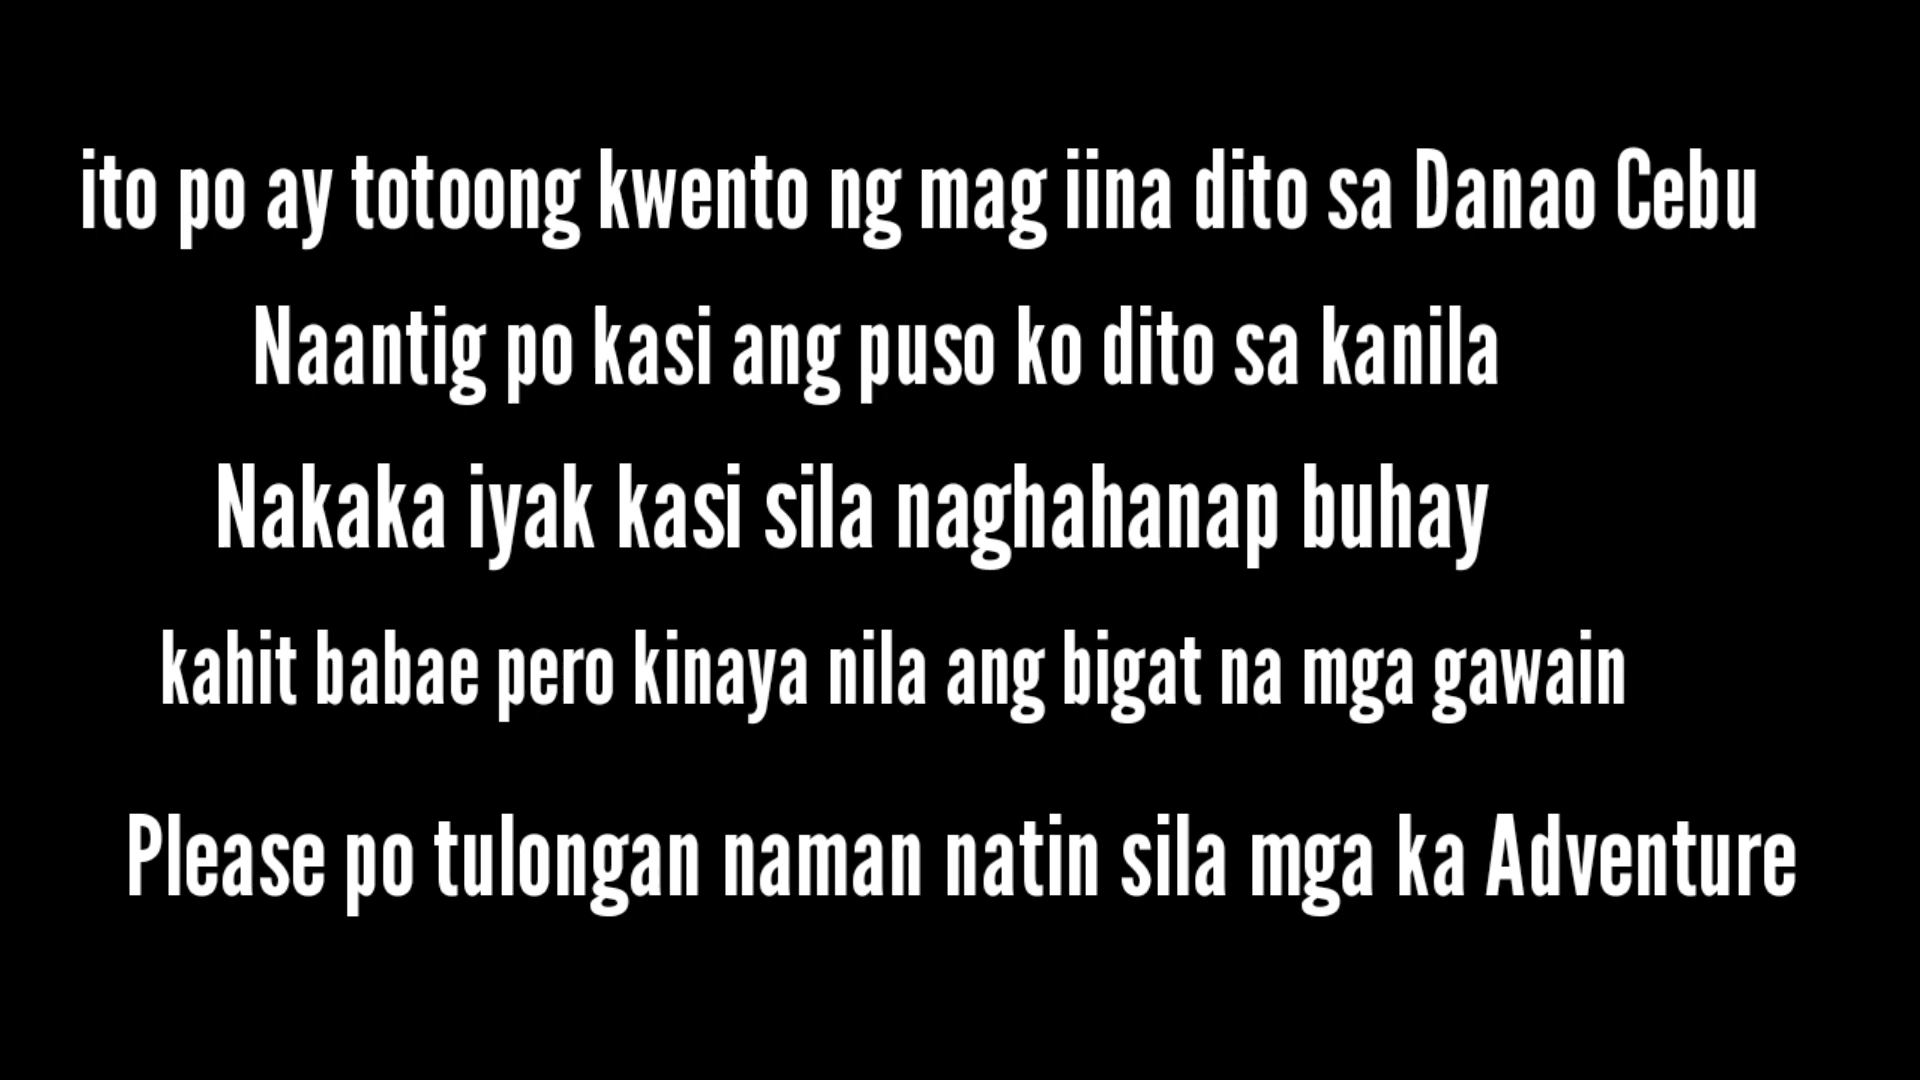 ito po ay totoong kwento ng mag iina dito sa Danao Cebu
Naantig po kasi ang puso ko dito sa kanila
Nakaka iyak kasi sila naghahanap buhay
kahit babae pero kinaya nila ang bigat na mga gawain
Please po tulongan naman natin sila mga ka Adventure